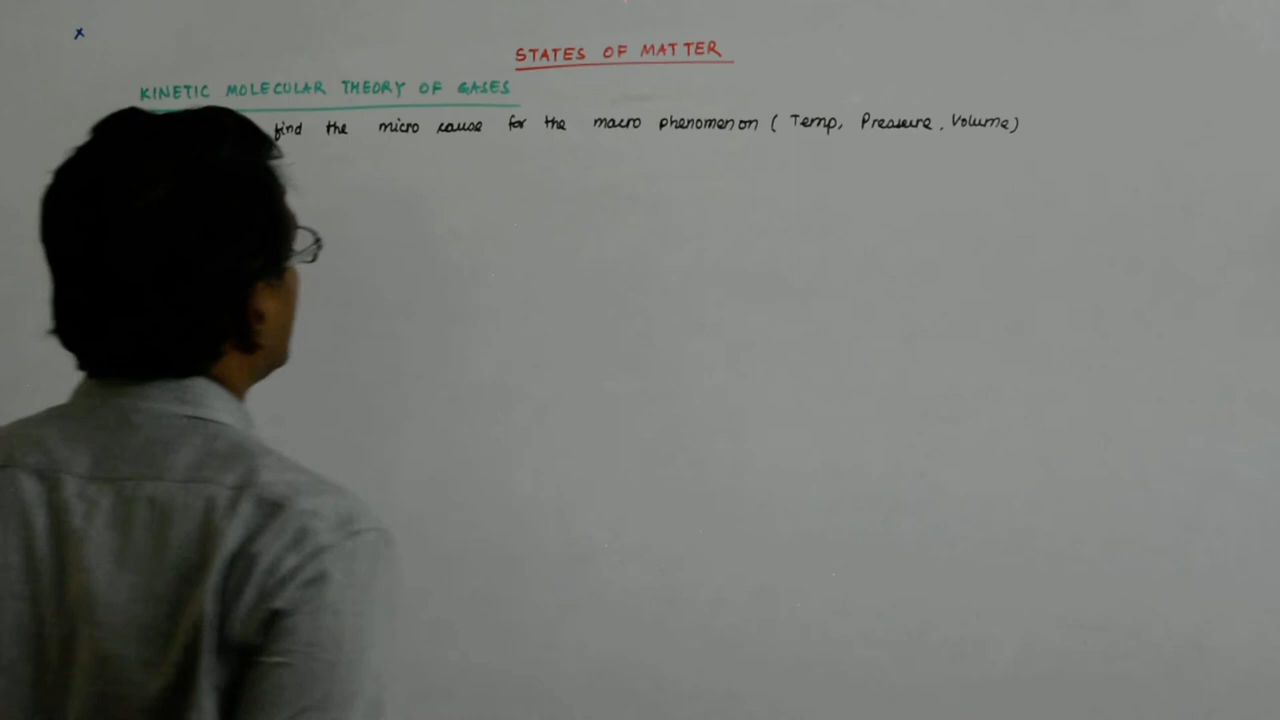 x
STATES OF MATTER
KINETIC MOLECULAR THEORY OF GASES
find the micro cause for the macro phenomenon ( Temp, Pressure, Volume)